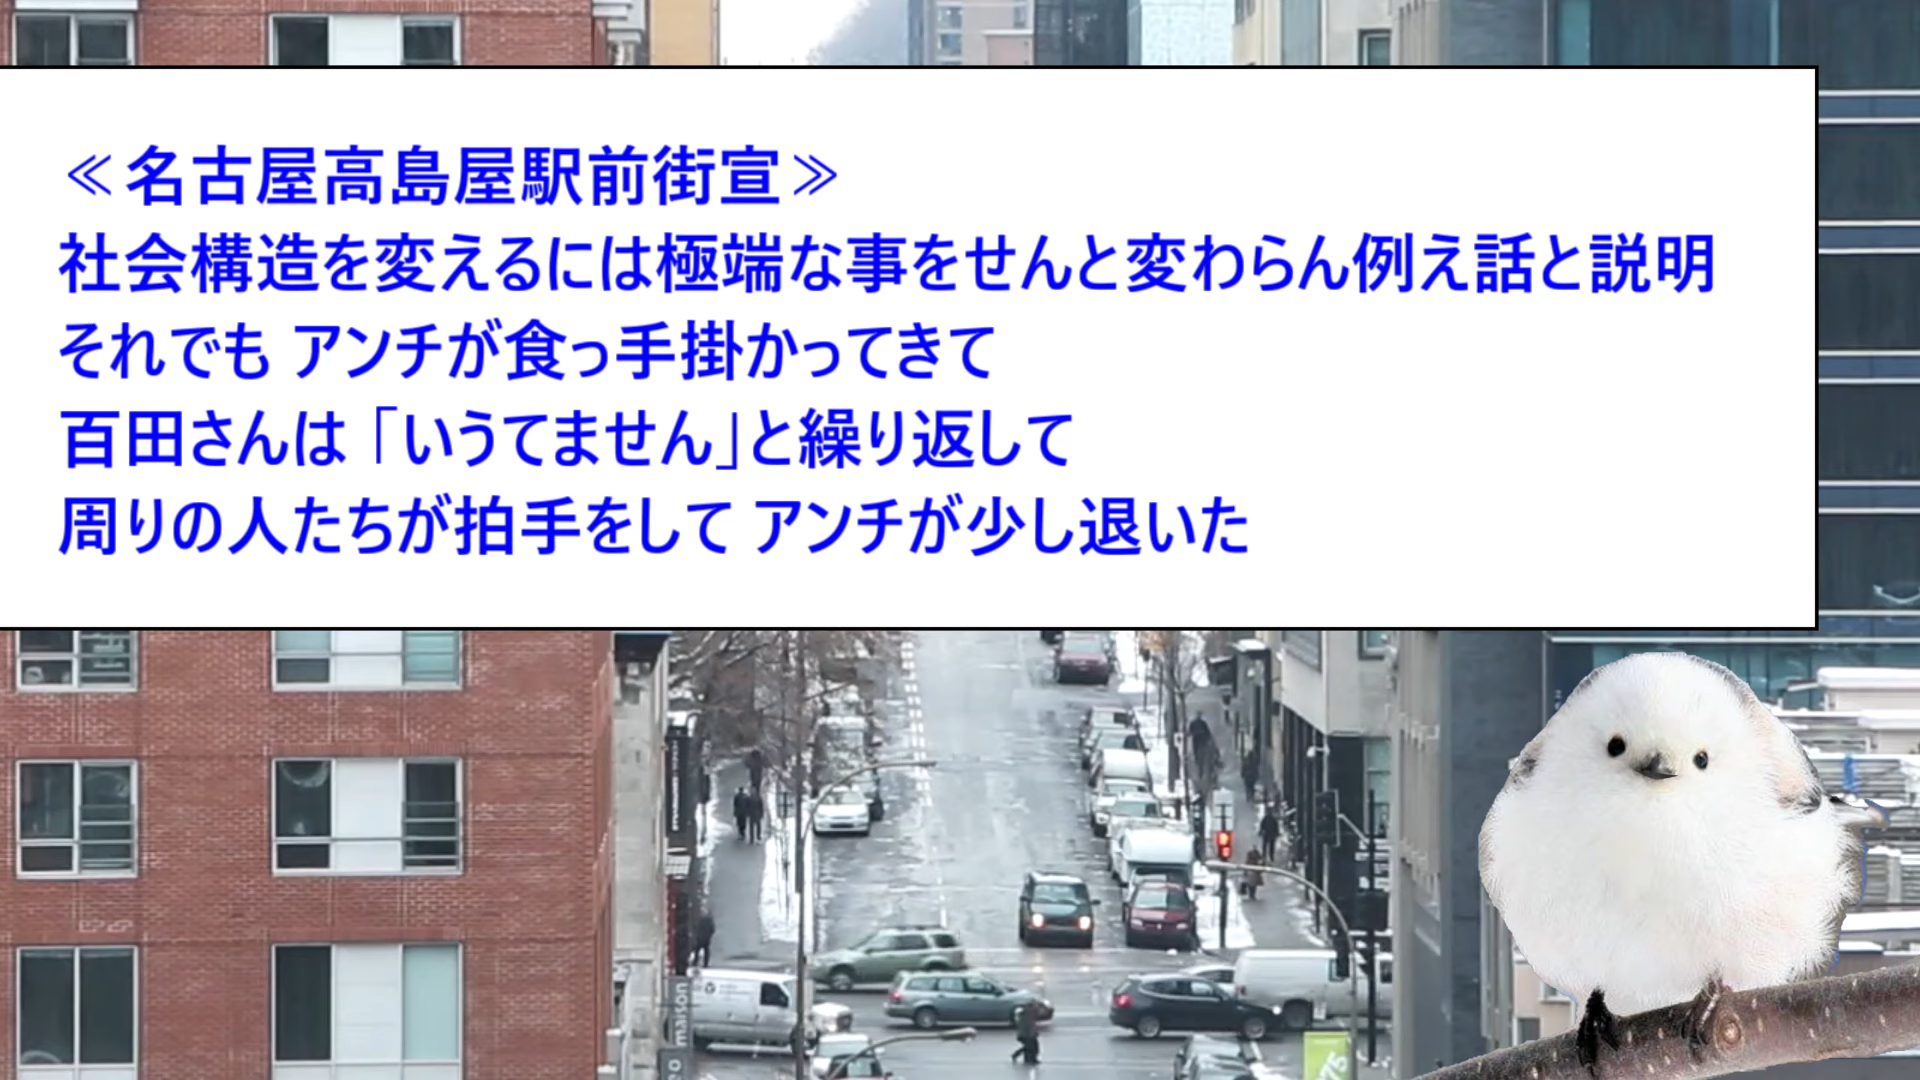 ≪名古屋高島屋駅前街宣≫
社会構造を変えるには極端な事をせんと変わらん例え話と説明
それでも アンチが食っ手掛かってきて
百田さんは「いうてません」と繰り返して
周りの人たちが拍手をして アンチが少し退いた
maison